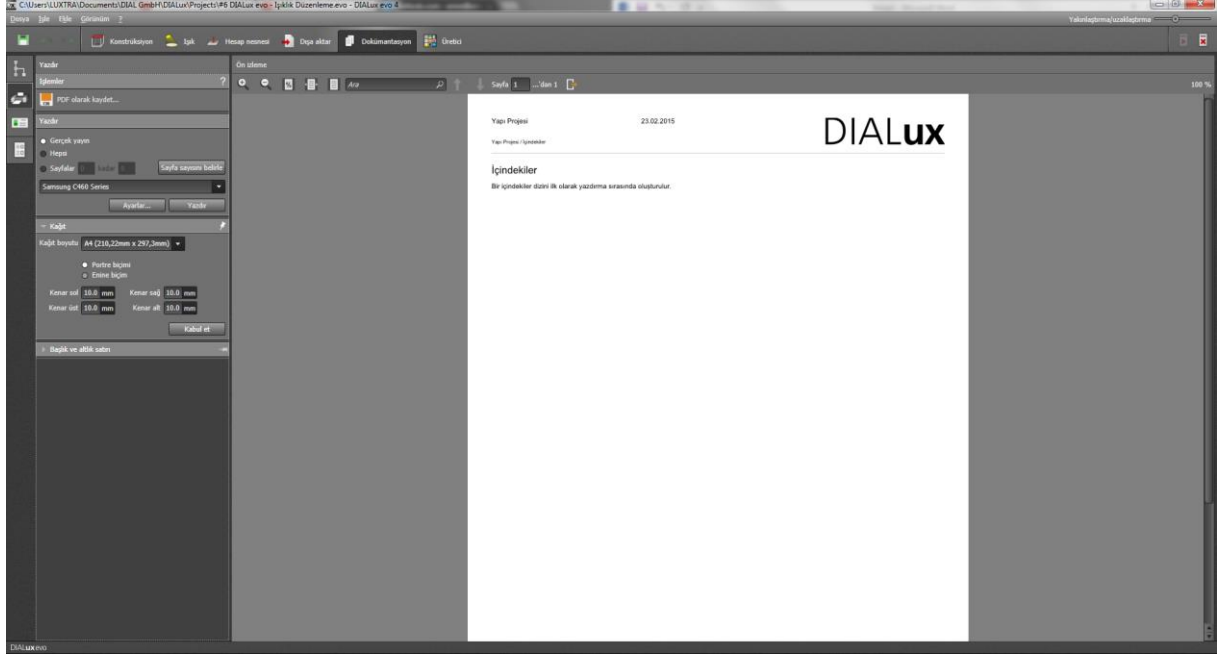 C:\Users\LUXTRA\Documents\DIAL GmbH\DIALux\Projects\#6 DIALux evo - Işıklık Düzenleme.evo - DIALux evo 4
Dosya İşle Ekle Görünüm ?
Yakınlaştırma/uzaklaştırma
Konstrüksiyon Işık Hesap nesnesi Dışa aktar Dokümantasyon Üretici
Yazdır
İşlemler ?
PDF olarak kaydet...
Yazdır
Gerçek yayın
Hepsi
Sayfalar kadar Sayfa sayısını belirle
Samsung C460 Series
Ayarlar... Yazdır
Kağıt
Kağıt boyutu A4 (210,22mm x 297,3mm)
Portre biçimi
Enine biçim
Kenar sol 10.0 mm Kenar sağ 10.0 mm
Kenar üst 10.0 mm Kenar alt 10.0 mm
Kabul et
Başlık ve altlık satırı
Ön izleme
Ara Sayfa 1 ...'dan 1 100 %
Yapı Projesi 23.02.2015 DIALux
Yapı Projesi / İçindekiler
İçindekiler
Bir içindekiler dizini ilk olarak yazdırma sırasında oluşturulur.
DIALux evo